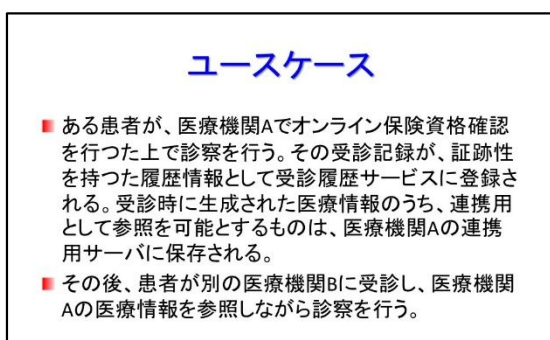 ユースケース
ある患者が、医療機関Aでオンライン保険資格確認
を行つた上で診察を行う。その受診記録が、証跡性
を持つた履歴情報として受診履歴サービスに登録さ
れる。受診時に生成された医療情報のうち、連携用
として参照を可能とするものは、医療機関Aの連携
用サーバに保存される。
その後、患者が別の医療機関Bに受診し、医療機関
Aの医療情報を参照しながら診察を行う。